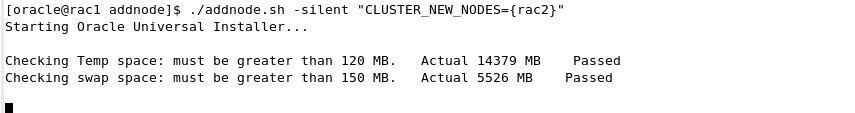 [oracle@rac1 addnode]$ ./addnode.sh -silent "CLUSTER_NEW_NODES={rac2}"
Starting Oracle Universal Installer...
Checking Temp space: must be greater than 120 MB.   Actual 14379 MB    Passed
Checking swap space: must be greater than 150 MB.   Actual 5526 MB    Passed